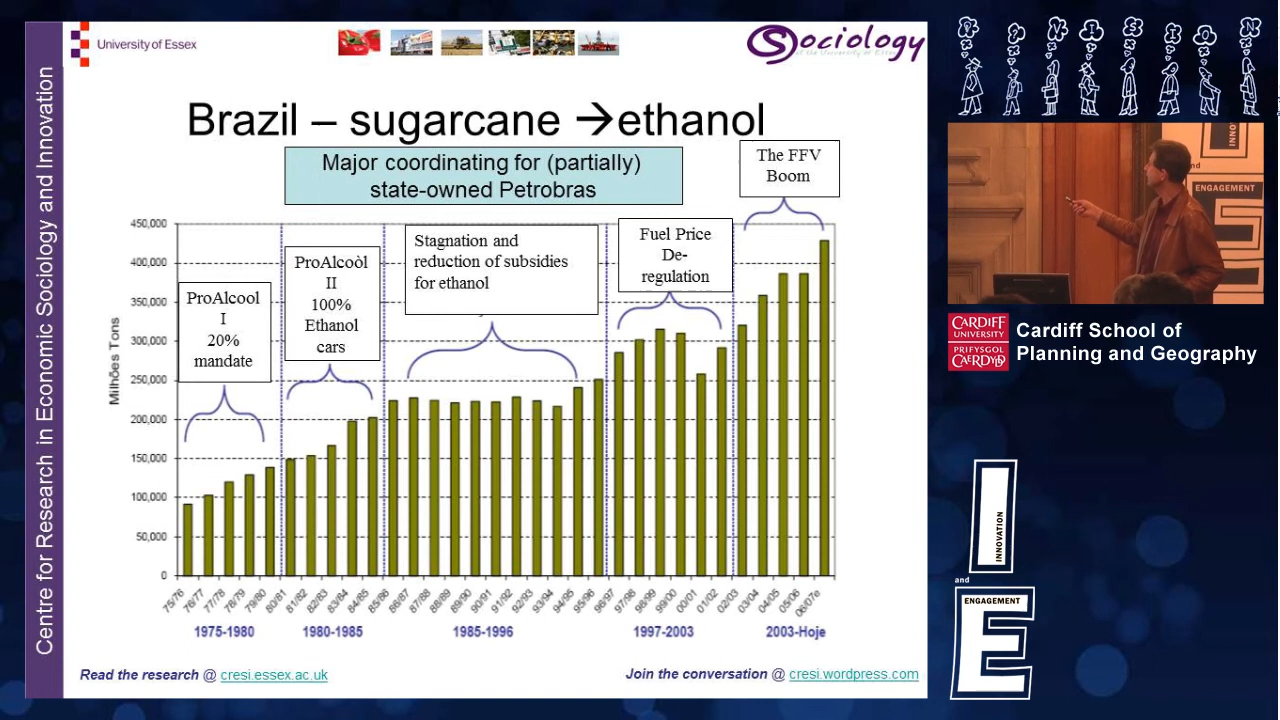 University of Essex
Sociology
Centre for Research in Economic Sociology and Innovation
Brazil – sugarcane →ethanol
Major coordinating for (partially)
state-owned Petrobras
The FFV
Boom
Fuel Price
De-
regulation
Stagnation and
reduction of subsidies
for ethanol
ProAlcoòl
II
100%
Ethanol
cars
ProAlcool
I
20%
mandate
Milhões Tons
450,000
400,000
350,000
300,000
250,000
200,000
150,000
100,000
50,000
0
75/76
76/77
77/78
78/79
79/80
80/81
81/82
82/83
83/84
84/85
85/86
86/87
87/88
88/89
89/90
90/91
91/92
92/93
93/94
94/95
95/96
96/97
97/98
98/99
99/00
00/01
01/02
02/03
03/04
04/05
05/06
06/07e
1975-1980
1980-1985
1985-1996
1997-2003
2003-Hoje
Read the research @ cresi.essex.ac.uk
Join the conversation @ cresi.wordpress.com
ENGAGEMENT
CARDIFF
UNIVERSITY
PRIFYSGOL
CAERDYDD
Cardiff School of
Planning and Geography
I
INNOVATION
and
ENGAGEMENT
E